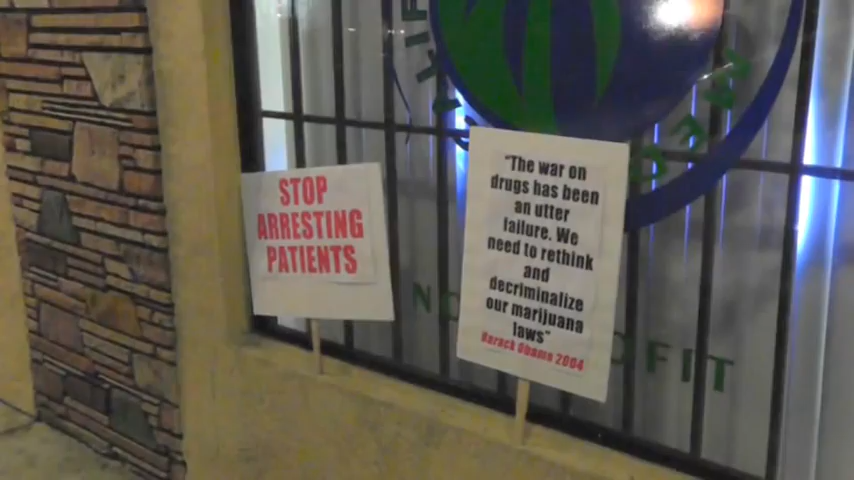 STOP
ARRESTING
PATIENTS
"The war on
drugs has been
an utter
failure. We
need to rethink
and
decriminalize
our marijuana
laws"
Barack Obama 2004